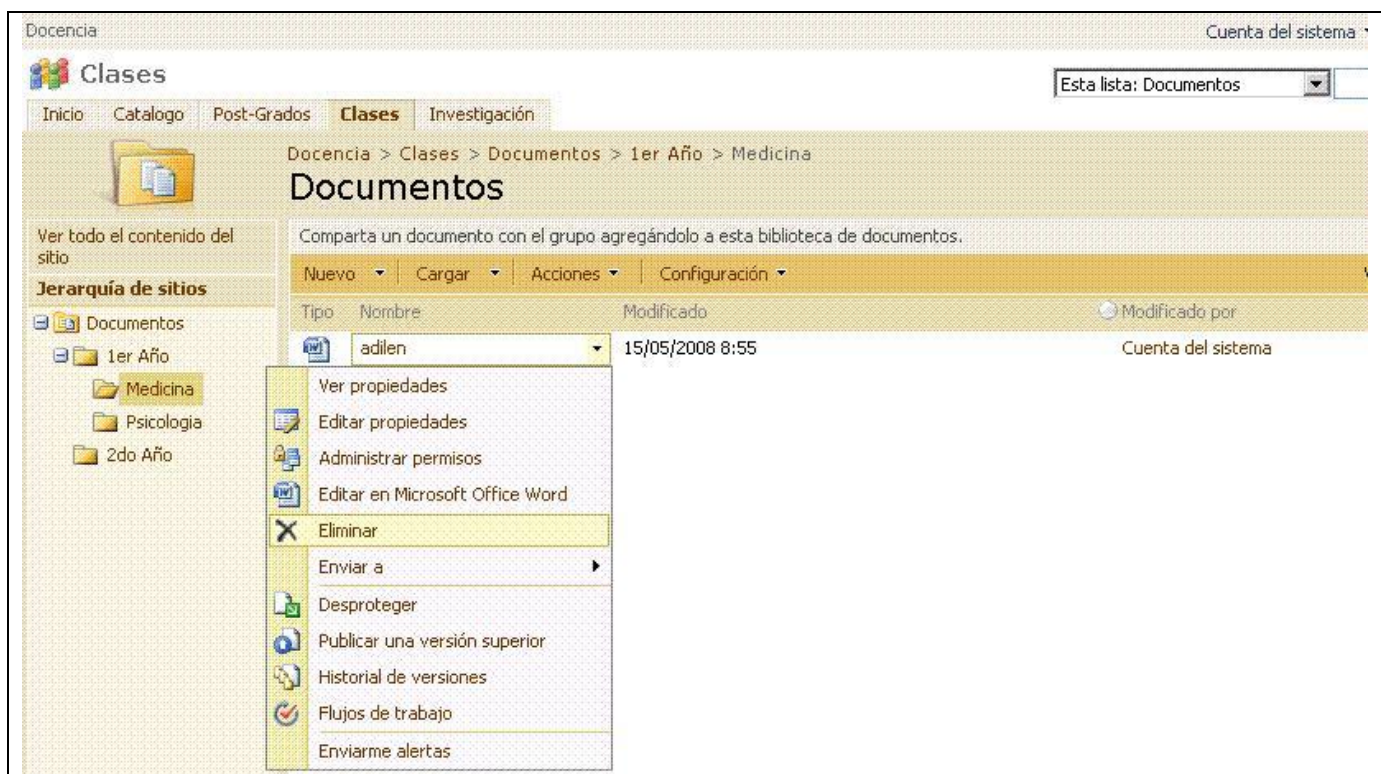 Docencia
Cuenta del sistema
Clases
Esta lista: Documentos
Inicio Catalogo Post-Grados Clases Investigación
Docencia > Clases > Documentos > 1er Año > Medicina
Documentos
Ver todo el contenido del
sitio
Comparta un documento con el grupo agregándolo a esta biblioteca de documentos.
Nuevo Cargar Acciones Configuración
Jerarquía de sitios
Tipo Nombre Modificado Modificado por
Documentos
adilen 15/05/2008 8:55 Cuenta del sistema
1er Año
Medicina
Psicologia
2do Año
Ver propiedades
Editar propiedades
Administrar permisos
Editar en Microsoft Office Word
Eliminar
Enviar a
Desproteger
Publicar una versión superior
Historial de versiones
Flujos de trabajo
Enviarme alertas